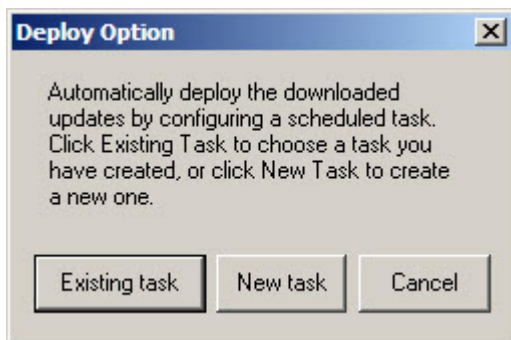 Deploy Option
Automatically deploy the downloaded
updates by configuring a scheduled task.
Click Existing Task to choose a task you
have created, or click New Task to create
a new one.
Existing task New task Cancel